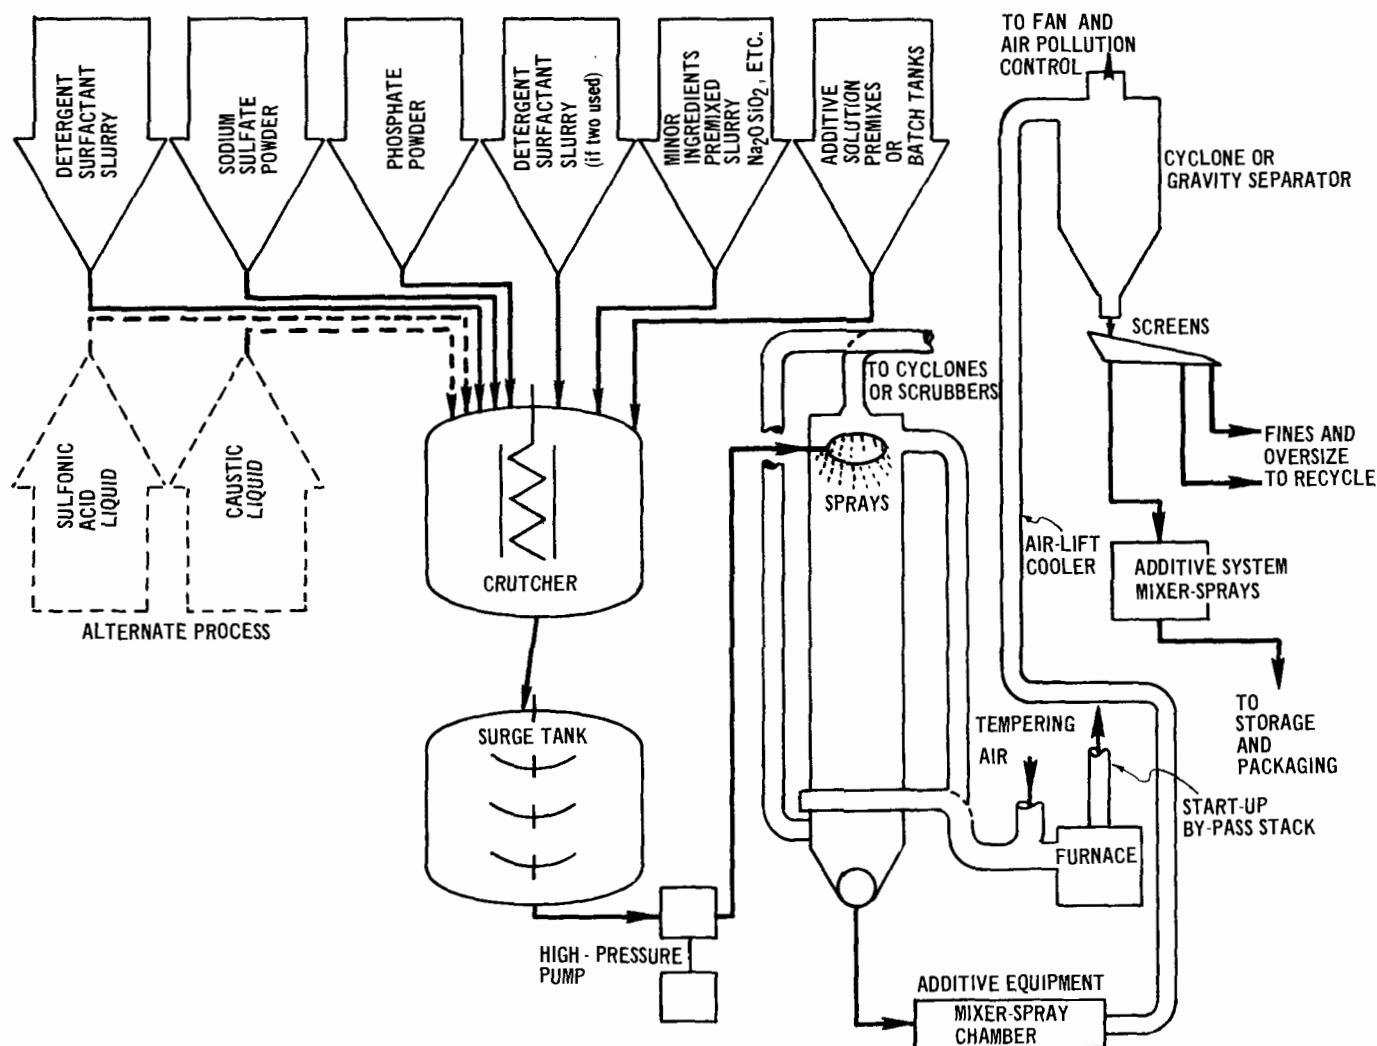 DETERGENT
SURFACTANT
SLURRY
SODIUM
SULFATE
POWDER
PHOSPHATE
POWDER
DETERGENT
SURFACTANT
SLURRY
(if two used)
MINOR
INGREDIENTS
PREMIXED
SLURRY
Na2OSiO2, ETC.
ADDITIVE
SOLUTION
PREMIXES
OR
BATCH TANKS
TO FAN AND
AIR POLLUTION
CONTROL
CYCLONE OR
GRAVITY SEPARATOR
SCREENS
TO CYCLONES
OR SCRUBBERS
FINES AND
OVERSIZE
TO RECYCLE
SULFONIC
ACID
LIQUID
CAUSTIC
LIQUID
ALTERNATE PROCESS
CRUTCHER
SPRAYS
AIR-LIFT
COOLER
ADDITIVE SYSTEM
MIXER-SPRAYS
TO
STORAGE
AND
PACKAGING
SURGE TANK
TEMPERING
AIR
START-UP
BY-PASS STACK
FURNACE
HIGH - PRESSURE
PUMP
ADDITIVE EQUIPMENT
MIXER-SPRAY
CHAMBER